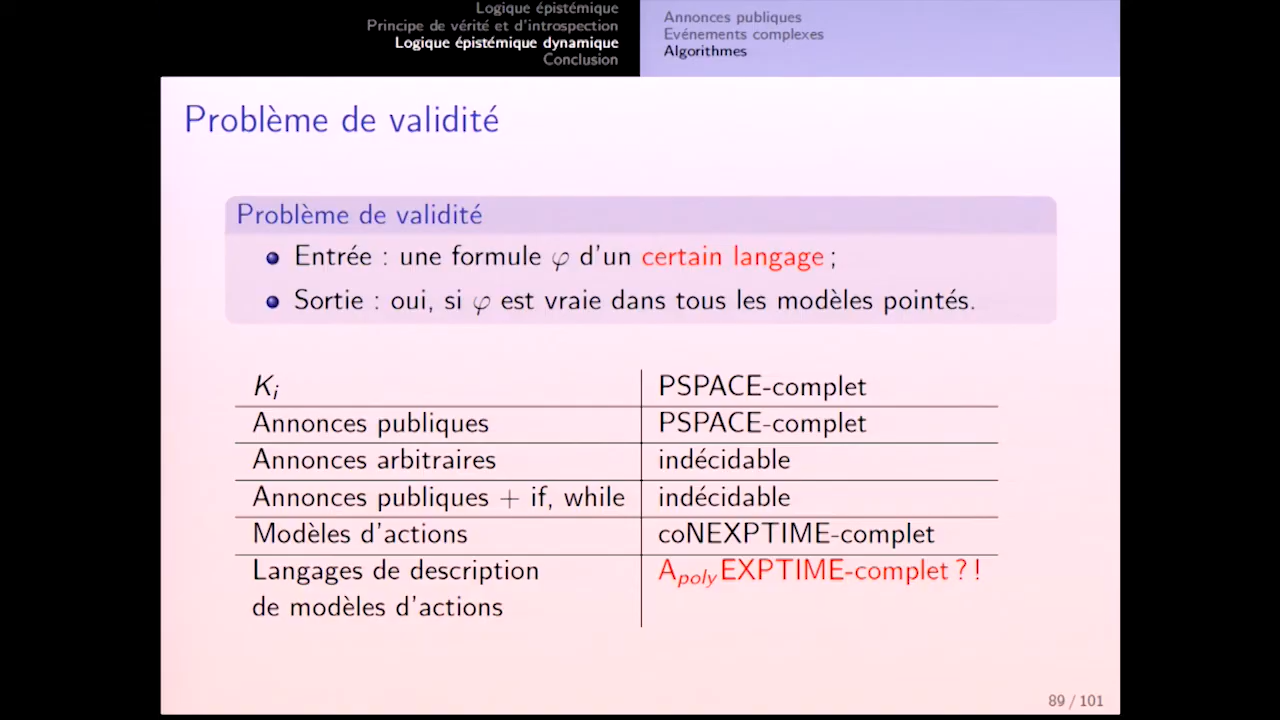 Logique épistémique
Principe de vérité et d'introspection
Logique épistémique dynamique
Conclusion
Annonces publiques
Evénements complexes
Algorithmes
Problème de validité
Problème de validité
Entrée : une formule φ d'un certain langage ;
Sortie : oui, si φ est vraie dans tous les modèles pointés.
Ki PSPACE-complet
Annonces publiques PSPACE-complet
Annonces arbitraires indécidable
Annonces publiques + if, while indécidable
Modèles d'actions coNEXPTIME-complet
Langages de description ApolyEXPTIME-complet ? !
de modèles d'actions
89 / 101